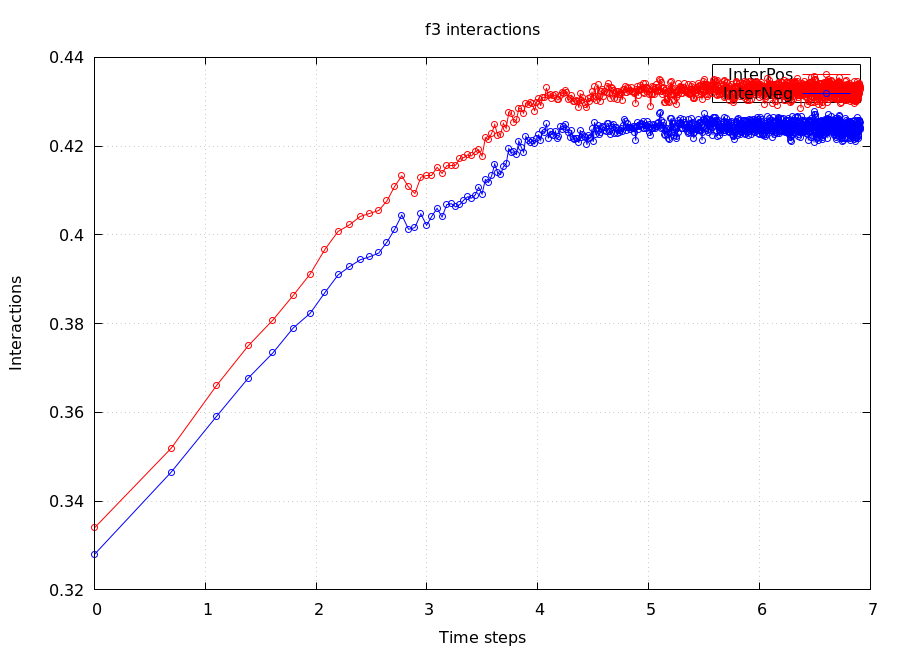 f3 interactions
InterPos
InterNeg
Interactions
0.44
0.42
0.4
0.38
0.36
0.34
0.32
0 1 2 3 4 5 6 7
Time steps